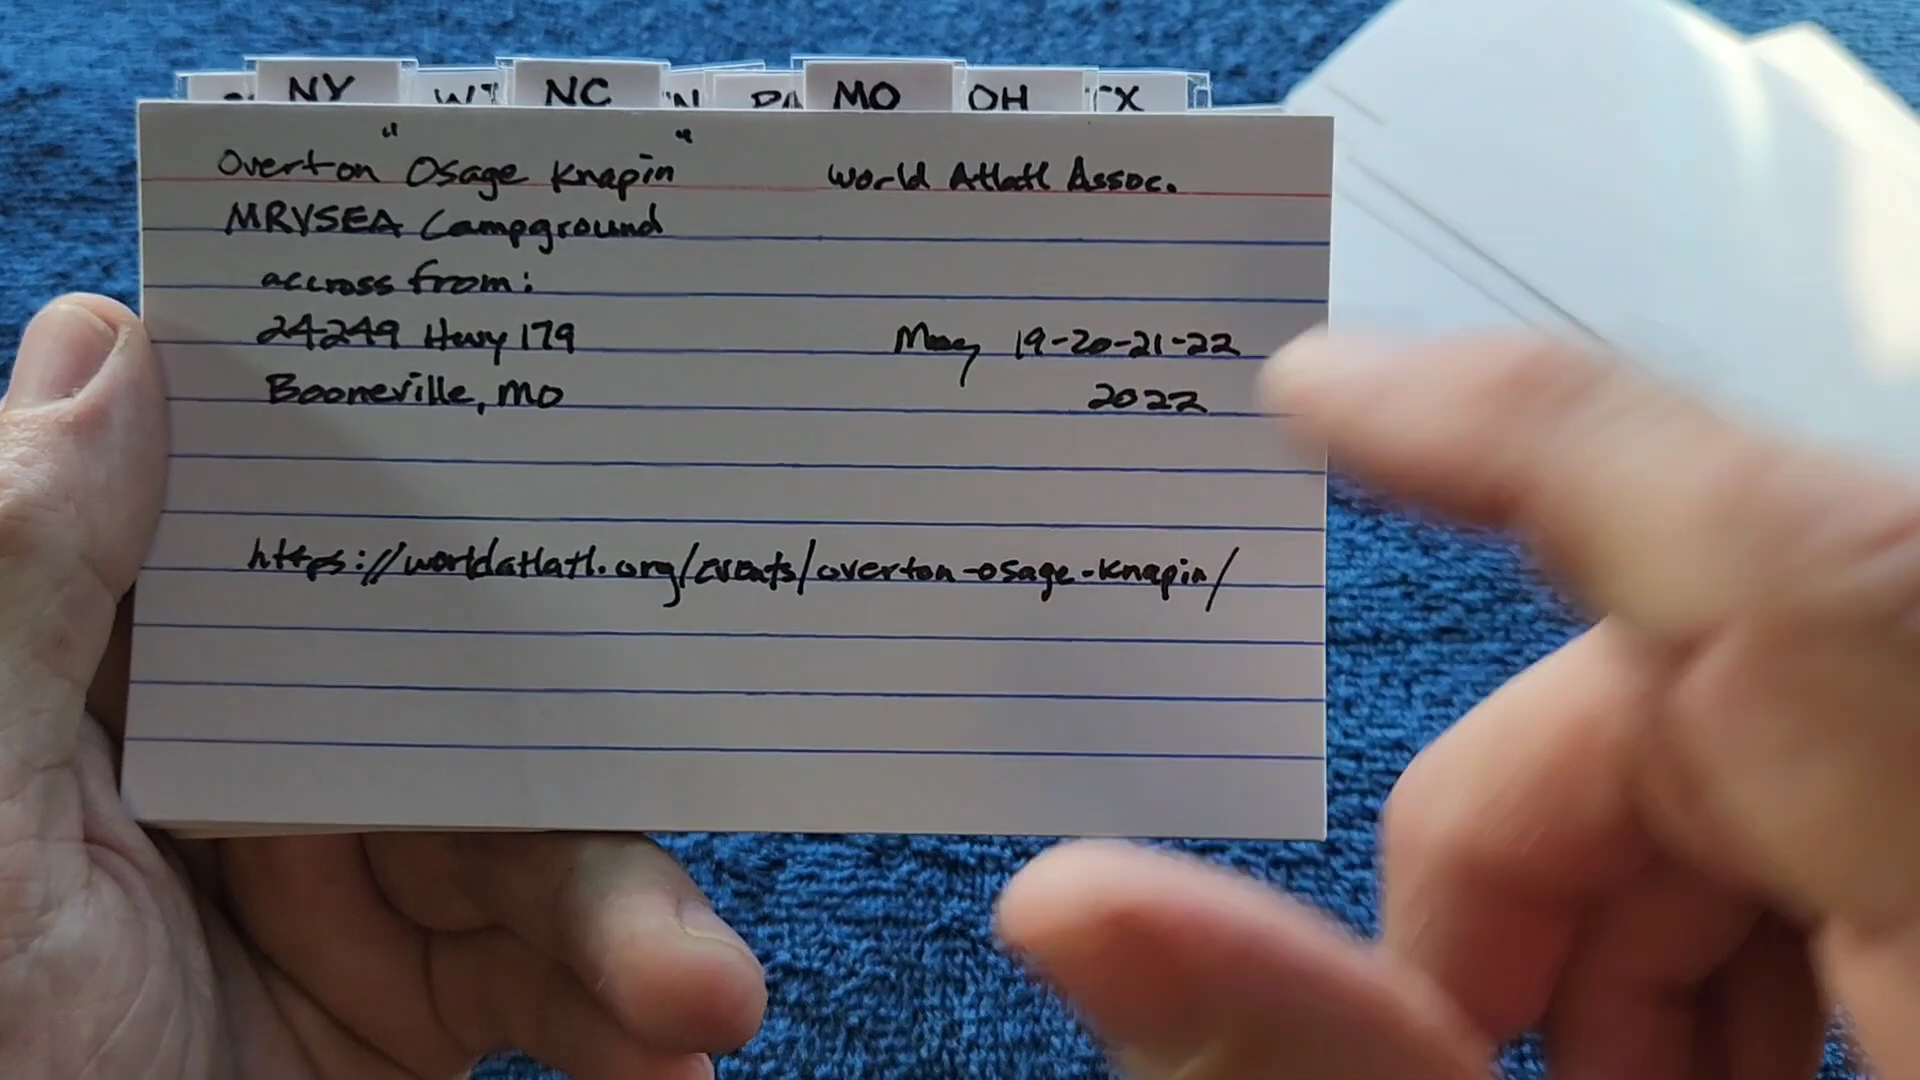 NY NC MO OH TX
Overton "Osage Knapin" World Atlatl Assoc.
MRVSEA Campground
accross from:
24249 Hwy 179 May 19-20-21-22
Booneville, MO 2022
https://worldatlatl.org/events/overton-osage-knapin/